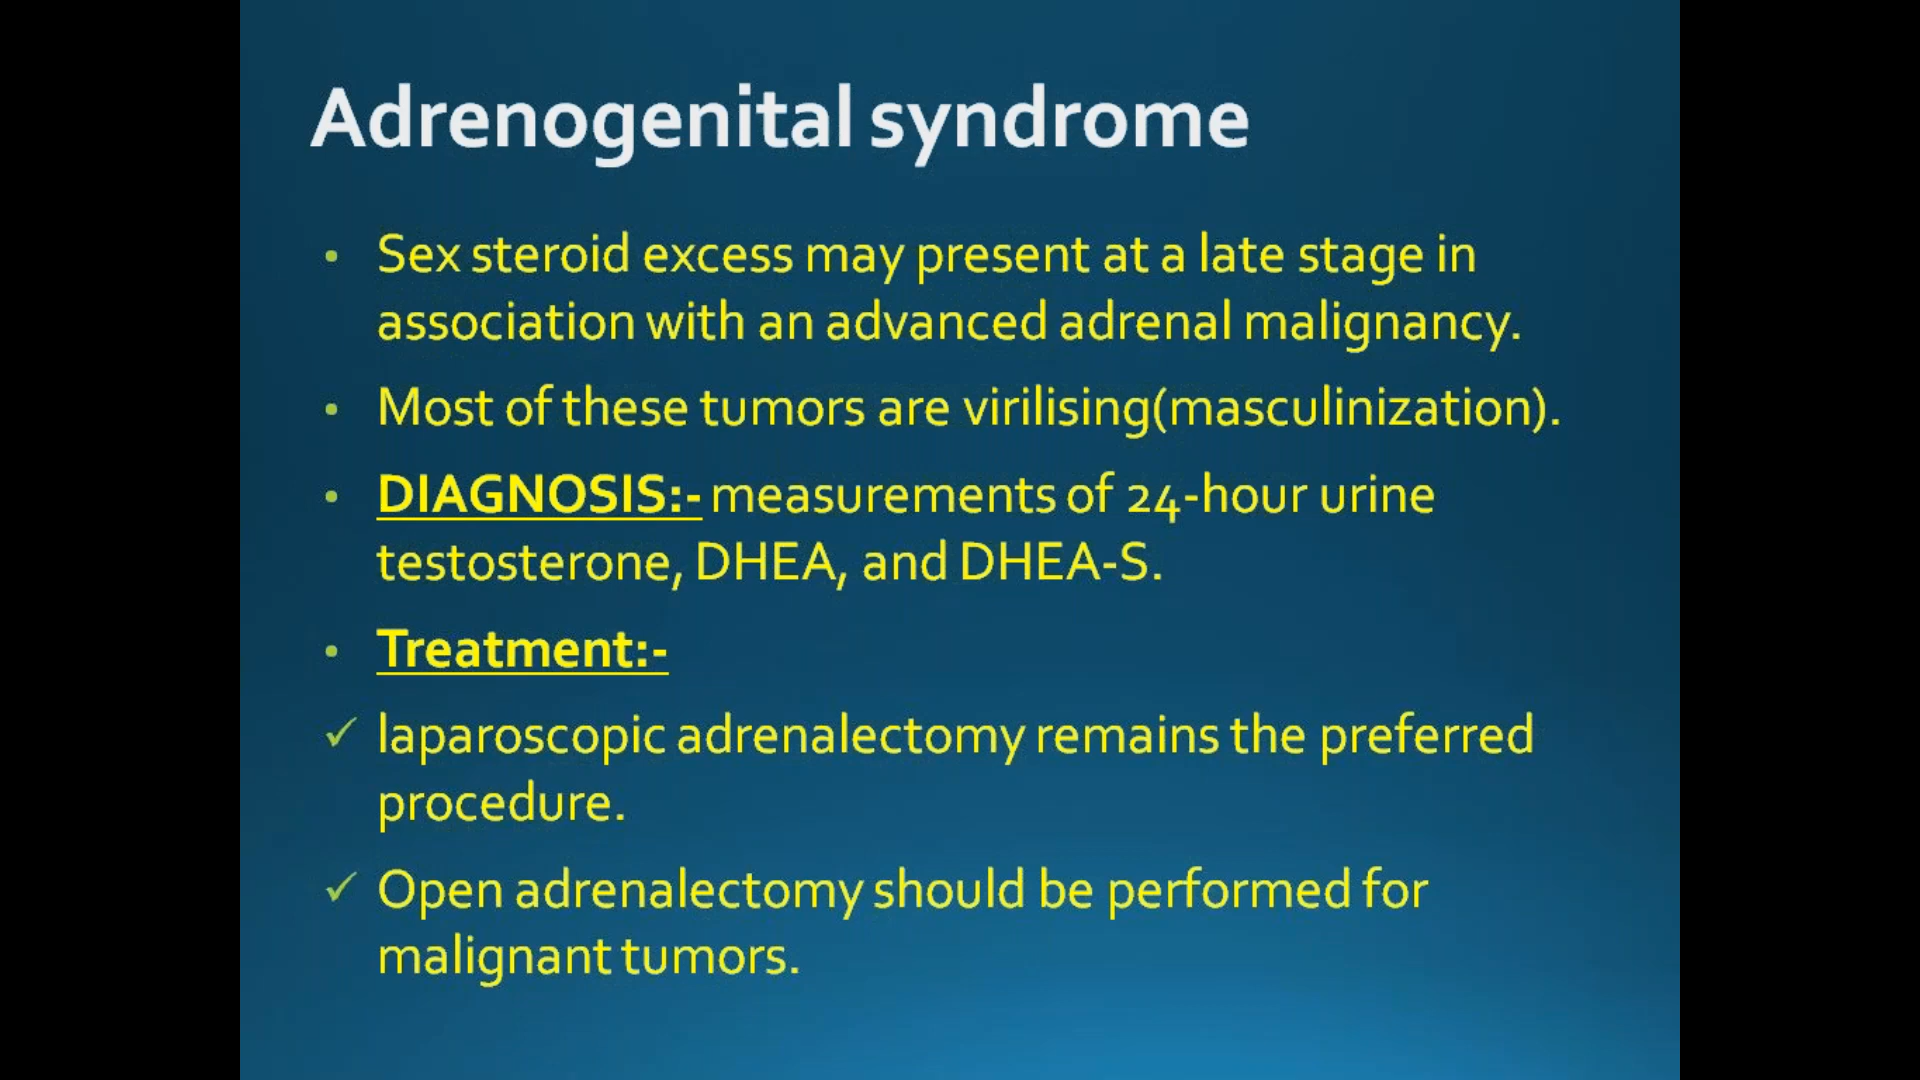 Adrenogenital syndrome
• Sex steroid excess may present at a late stage in
association with an advanced adrenal malignancy.
• Most of these tumors are virilising(masculinization).
• DIAGNOSIS:- measurements of 24-hour urine
testosterone, DHEA, and DHEA-S.
• Treatment:-
✓ laparoscopic adrenalectomy remains the preferred
procedure.
✓ Open adrenalectomy should be performed for
malignant tumors.